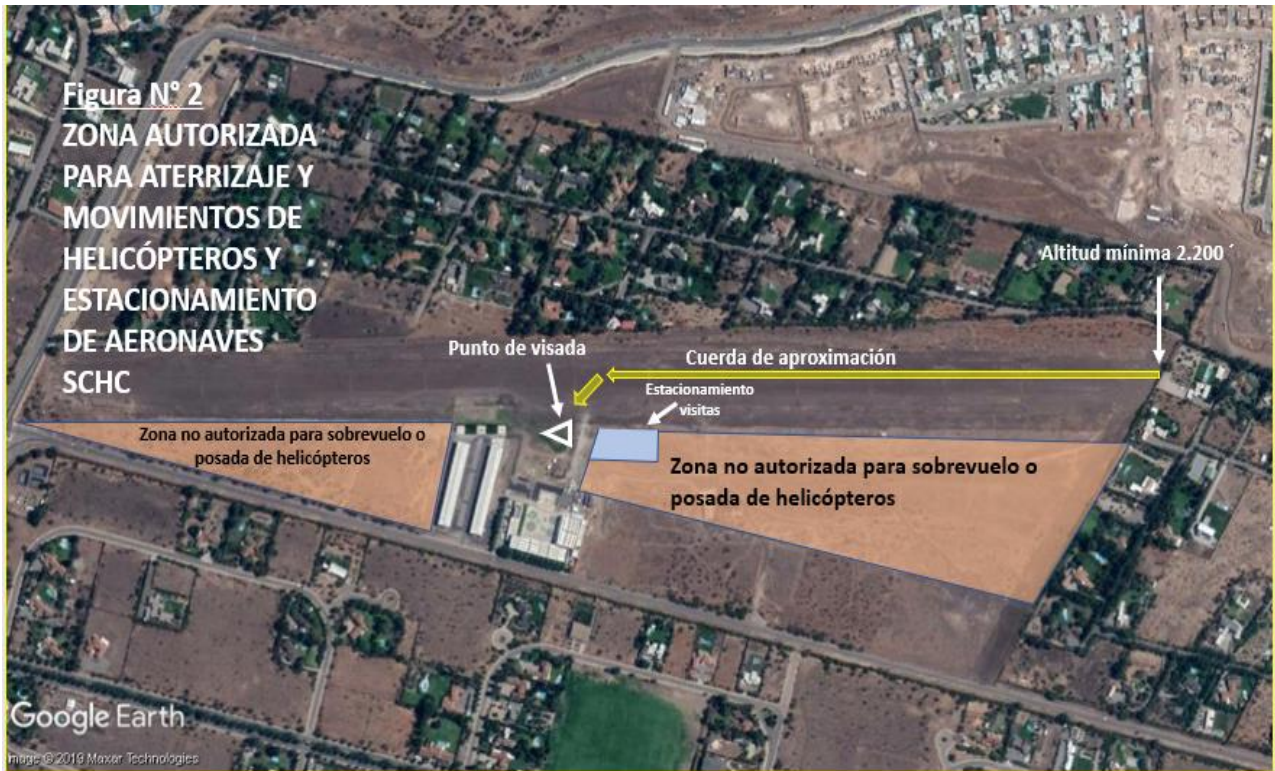 Figura N° 2
ZONA AUTORIZADA
PARA ATERRIZAJE Y
MOVIMIENTOS DE
HELICÓPTEROS Y
ESTACIONAMIENTO
DE AERONAVES
SCHC
Altitud mínima 2.200 ´
Punto de visada
Cuerda de aproximación
Estacionamiento
visitas
Zona no autorizada para sobrevuelo o
posada de helicópteros
Zona no autorizada para sobrevuelo o
posada de helicópteros
Google Earth
Image © 2019 Maxar Technologies